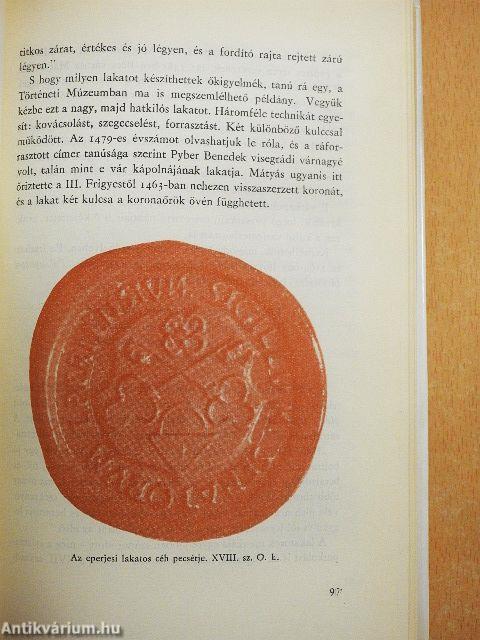 titkos zárat, értékes és jó légyen, és a fordító rajta rejtett zárú
légyen."
S hogy milyen lakatot készíthettek őkigyelmék, tanú rá egy, a
Történeti Múzeumban ma is megszemlélhető példány. Vegyük
kézbe ezt a nagy, majd hatkilós lakatot. Háromféle technikát egye-
sít: kovácsolást, szegecselést, forrasztást. Két különböző kulccsal
működött. Az 1479-es évszámot olvashatjuk le róla, és a ráfor-
rasztott címer tanúsága szerint Pyber Benedek visegrádi várnagyé
volt, talán mint e vár kápolnájának lakatja. Mátyás ugyanis itt
őriztette a III. Frigyestől 1463-ban nehezen visszaszerzett koronát,
és a lakat két kulcsa a koronaőrök övén függhetett.
Az eperjesi lakatos céh pecsétje. XVIII. sz. O. L.
97
Antikvárium.hu